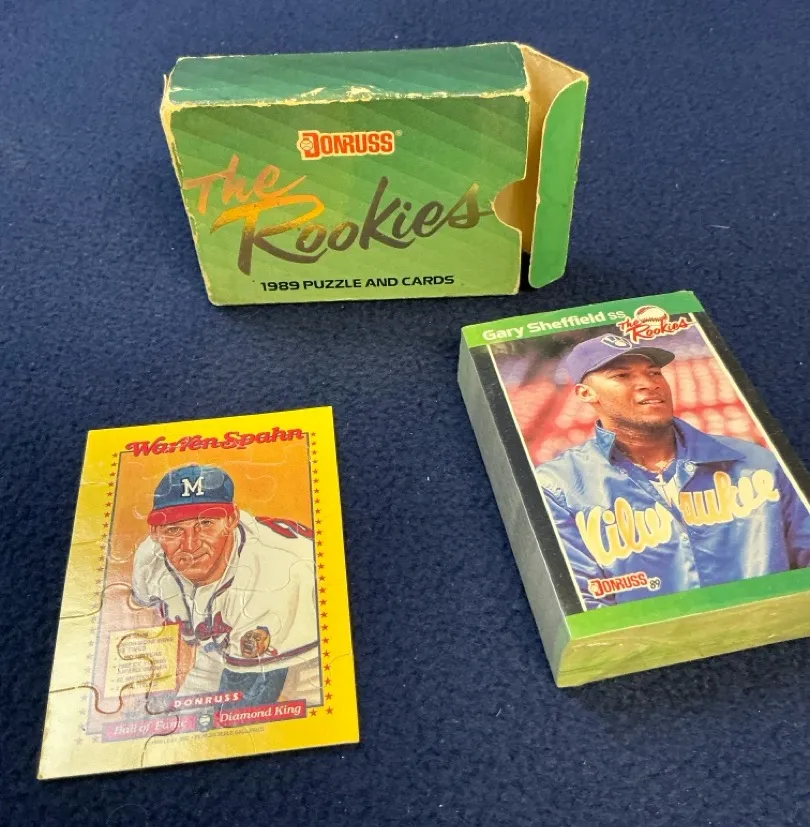 DONRUSS®
The
Rookies
1989 PUZZLE AND CARDS
Gary Sheffield SS
The
Rookies
Milwaukee
DONRUSS 89
Warren Spahn
M
DONRUSS
Hall of Fame Diamond King